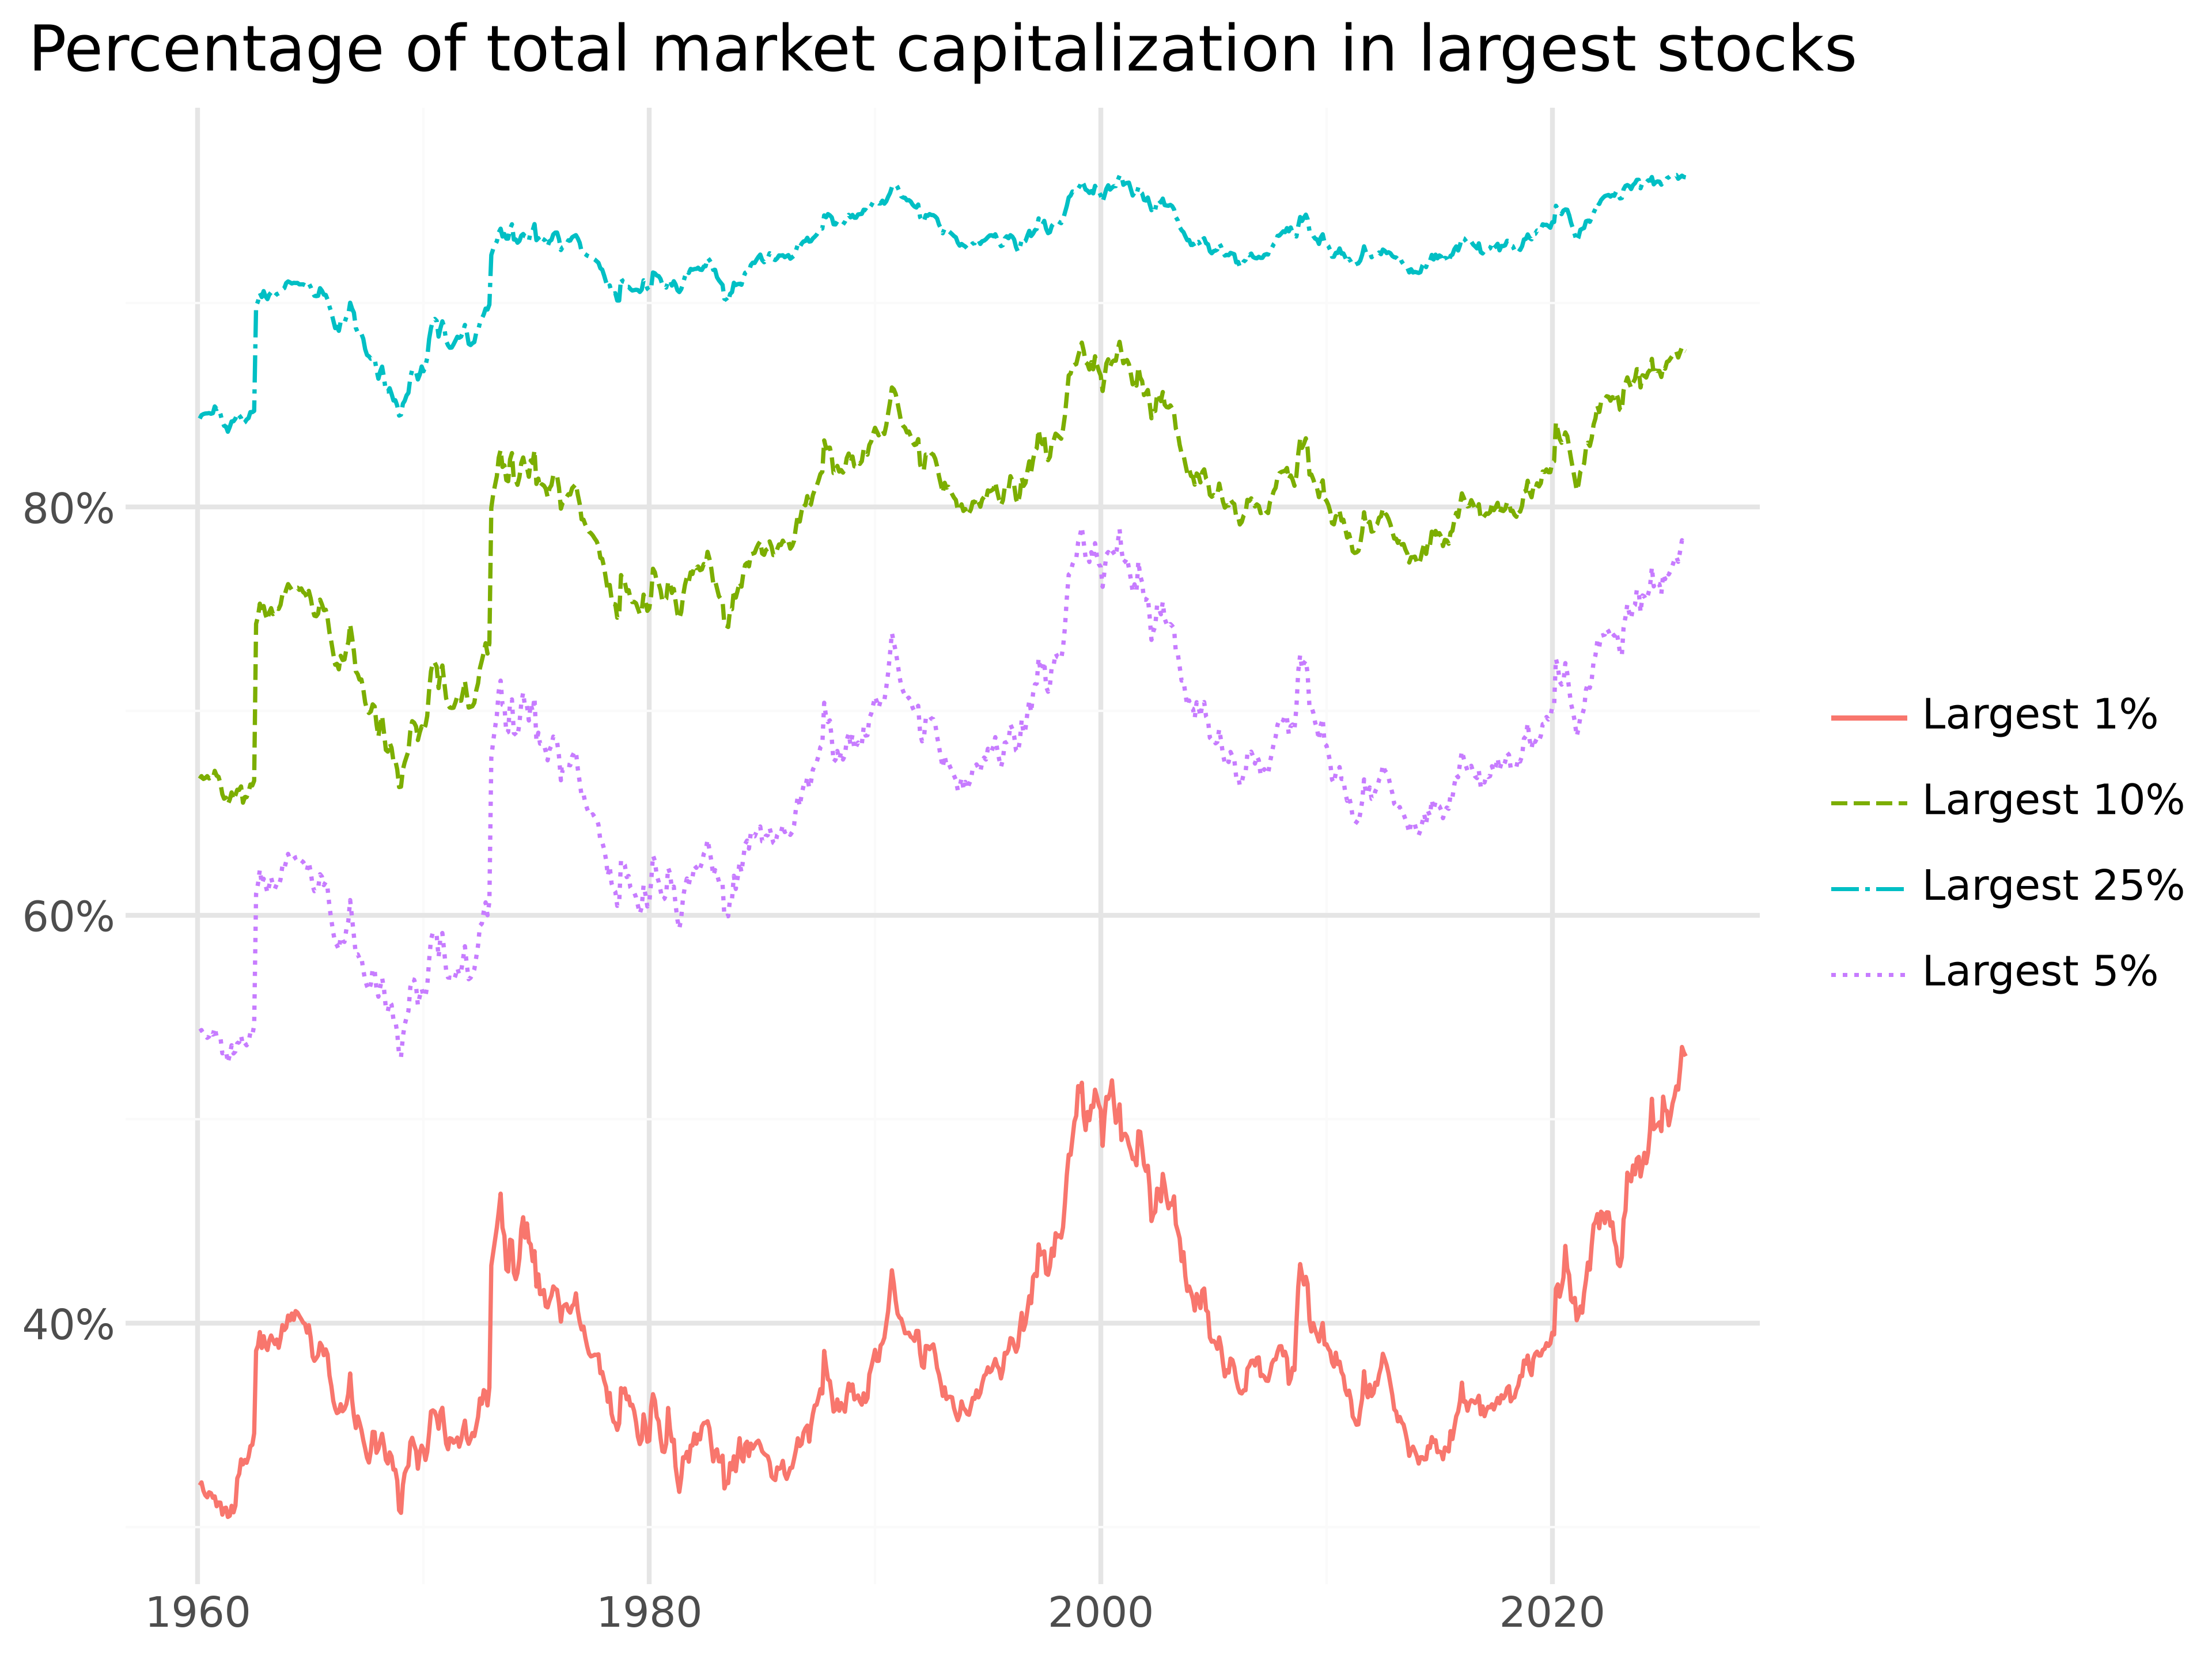 Percentage of total market capitalization in largest stocks
80%
60%
40%
1960
1980
2000
2020
Largest 1%
Largest 10%
Largest 25%
Largest 5%